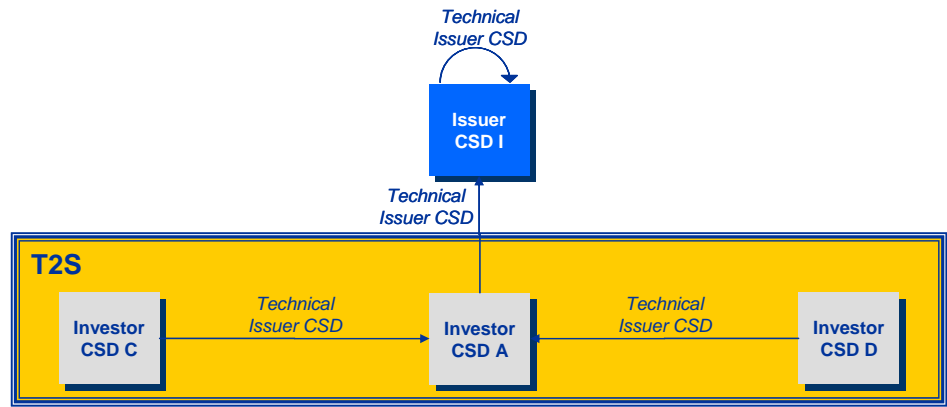 Technical
Issuer CSD
Issuer
CSD I
Technical
Issuer CSD
T2S
Investor
CSD C
Technical
Issuer CSD
Investor
CSD A
Technical
Issuer CSD
Investor
CSD D